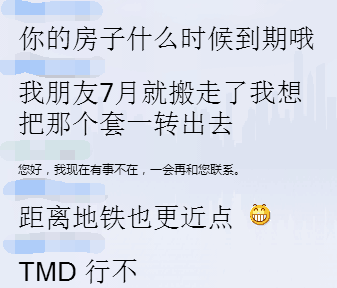 你的房子什么时候到期哦
我朋友7月就搬走了我想
把那个套一转出去
您好，我现在有事不在，一会再和您联系。
距离地铁也更近点
TMD 行不